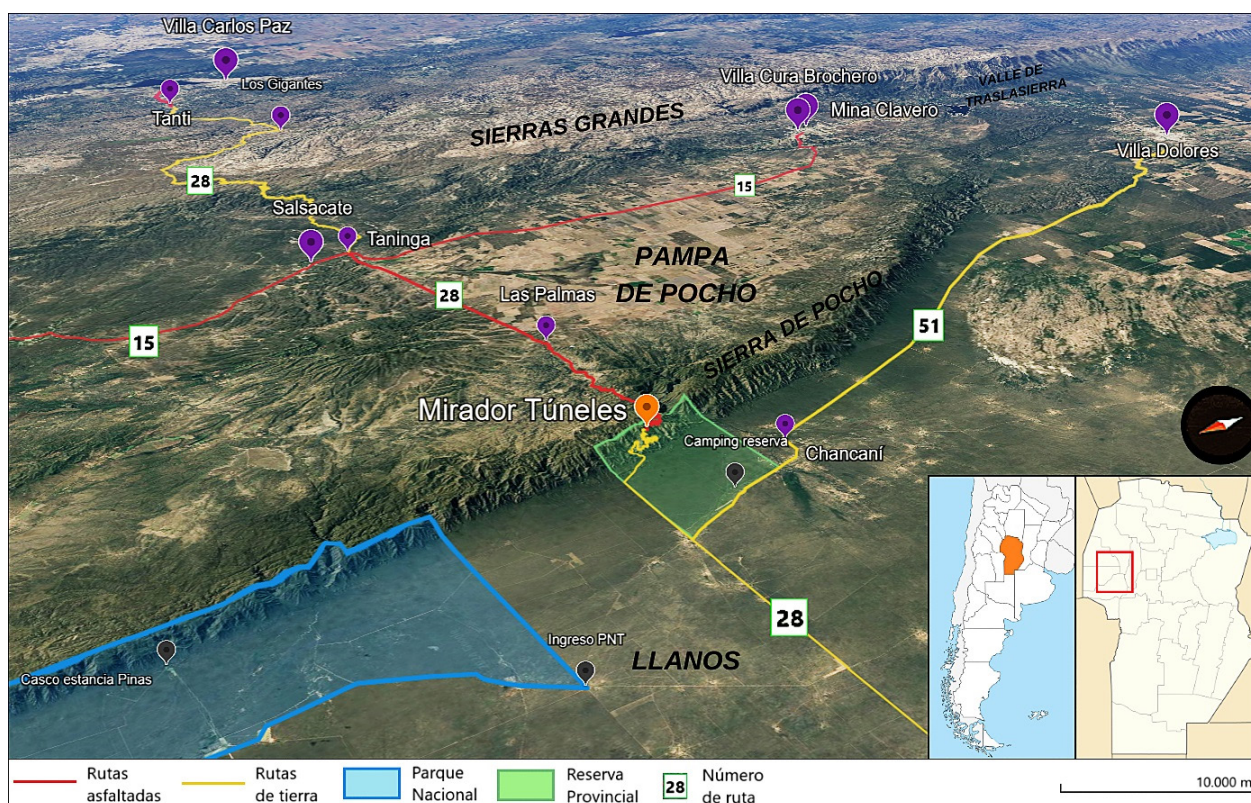 Villa Carlos Paz
Los Gigantes
Tanti
Villa Cura Brochero
Mina Clavero
VALLE DE
TRASLASIERRA
SIERRAS GRANDES
Villa Dolores
28
15
Salsacate
Taninga
PAMPA
DE POCHO
28
Las Palmas
15
SIERRA DE POCHO
51
Mirador Túneles
Camping reserva
Chancaní
28
Ingreso PNT
LLANOS
Casco estancia Pinas
Rutas
asfaltadas
Rutas
de tierra
Parque
Nacional
Reserva
Provincial
28
Número
de ruta
10.000 m